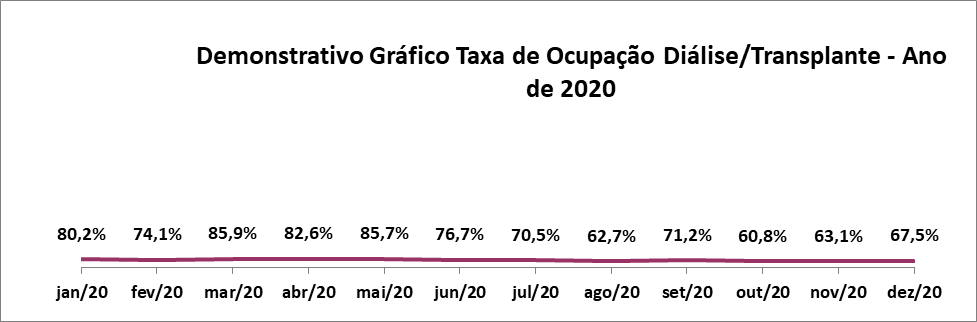 Demonstrativo Gráfico Taxa de Ocupação Diálise/Transplante - Ano
de 2020
80,2% 74,1% 85,9% 82,6% 85,7% 76,7% 70,5% 62,7% 71,2% 60,8% 63,1% 67,5%
jan/20 fev/20 mar/20 abr/20 mai/20 jun/20 jul/20 ago/20 set/20 out/20 nov/20 dez/20